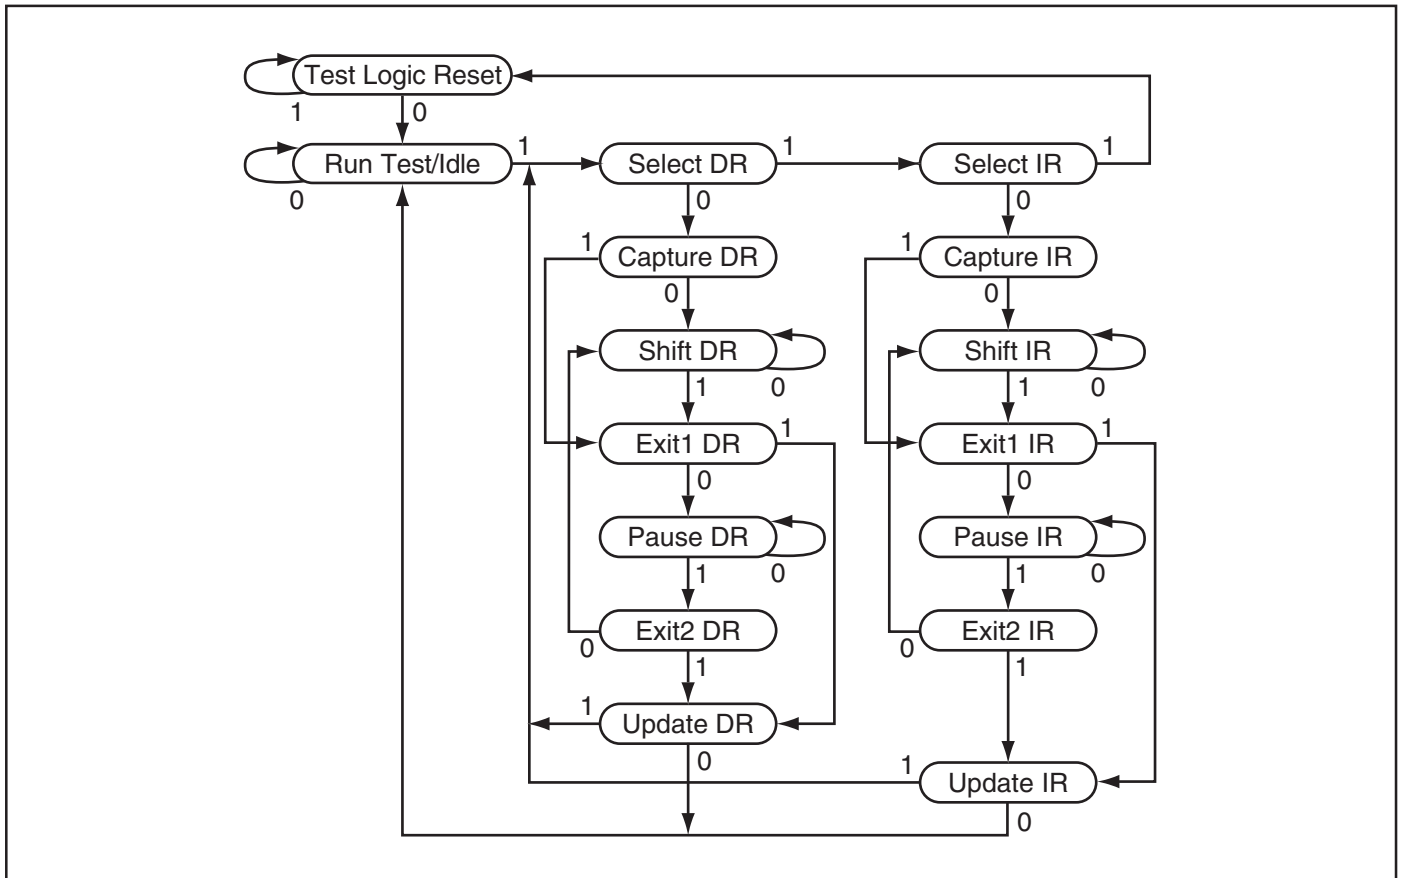 Test Logic Reset
1
0
Run Test/Idle
0
1
Select DR
1
Select IR
1
0
0
1
Capture DR
0
1
Capture IR
0
Shift DR
0
1
Shift IR
0
1
Exit1 DR
1
0
Exit1 IR
1
0
Pause DR
0
1
Pause IR
0
1
Exit2 DR
0
1
Exit2 IR
0
1
1
Update DR
0
1
Update IR
0